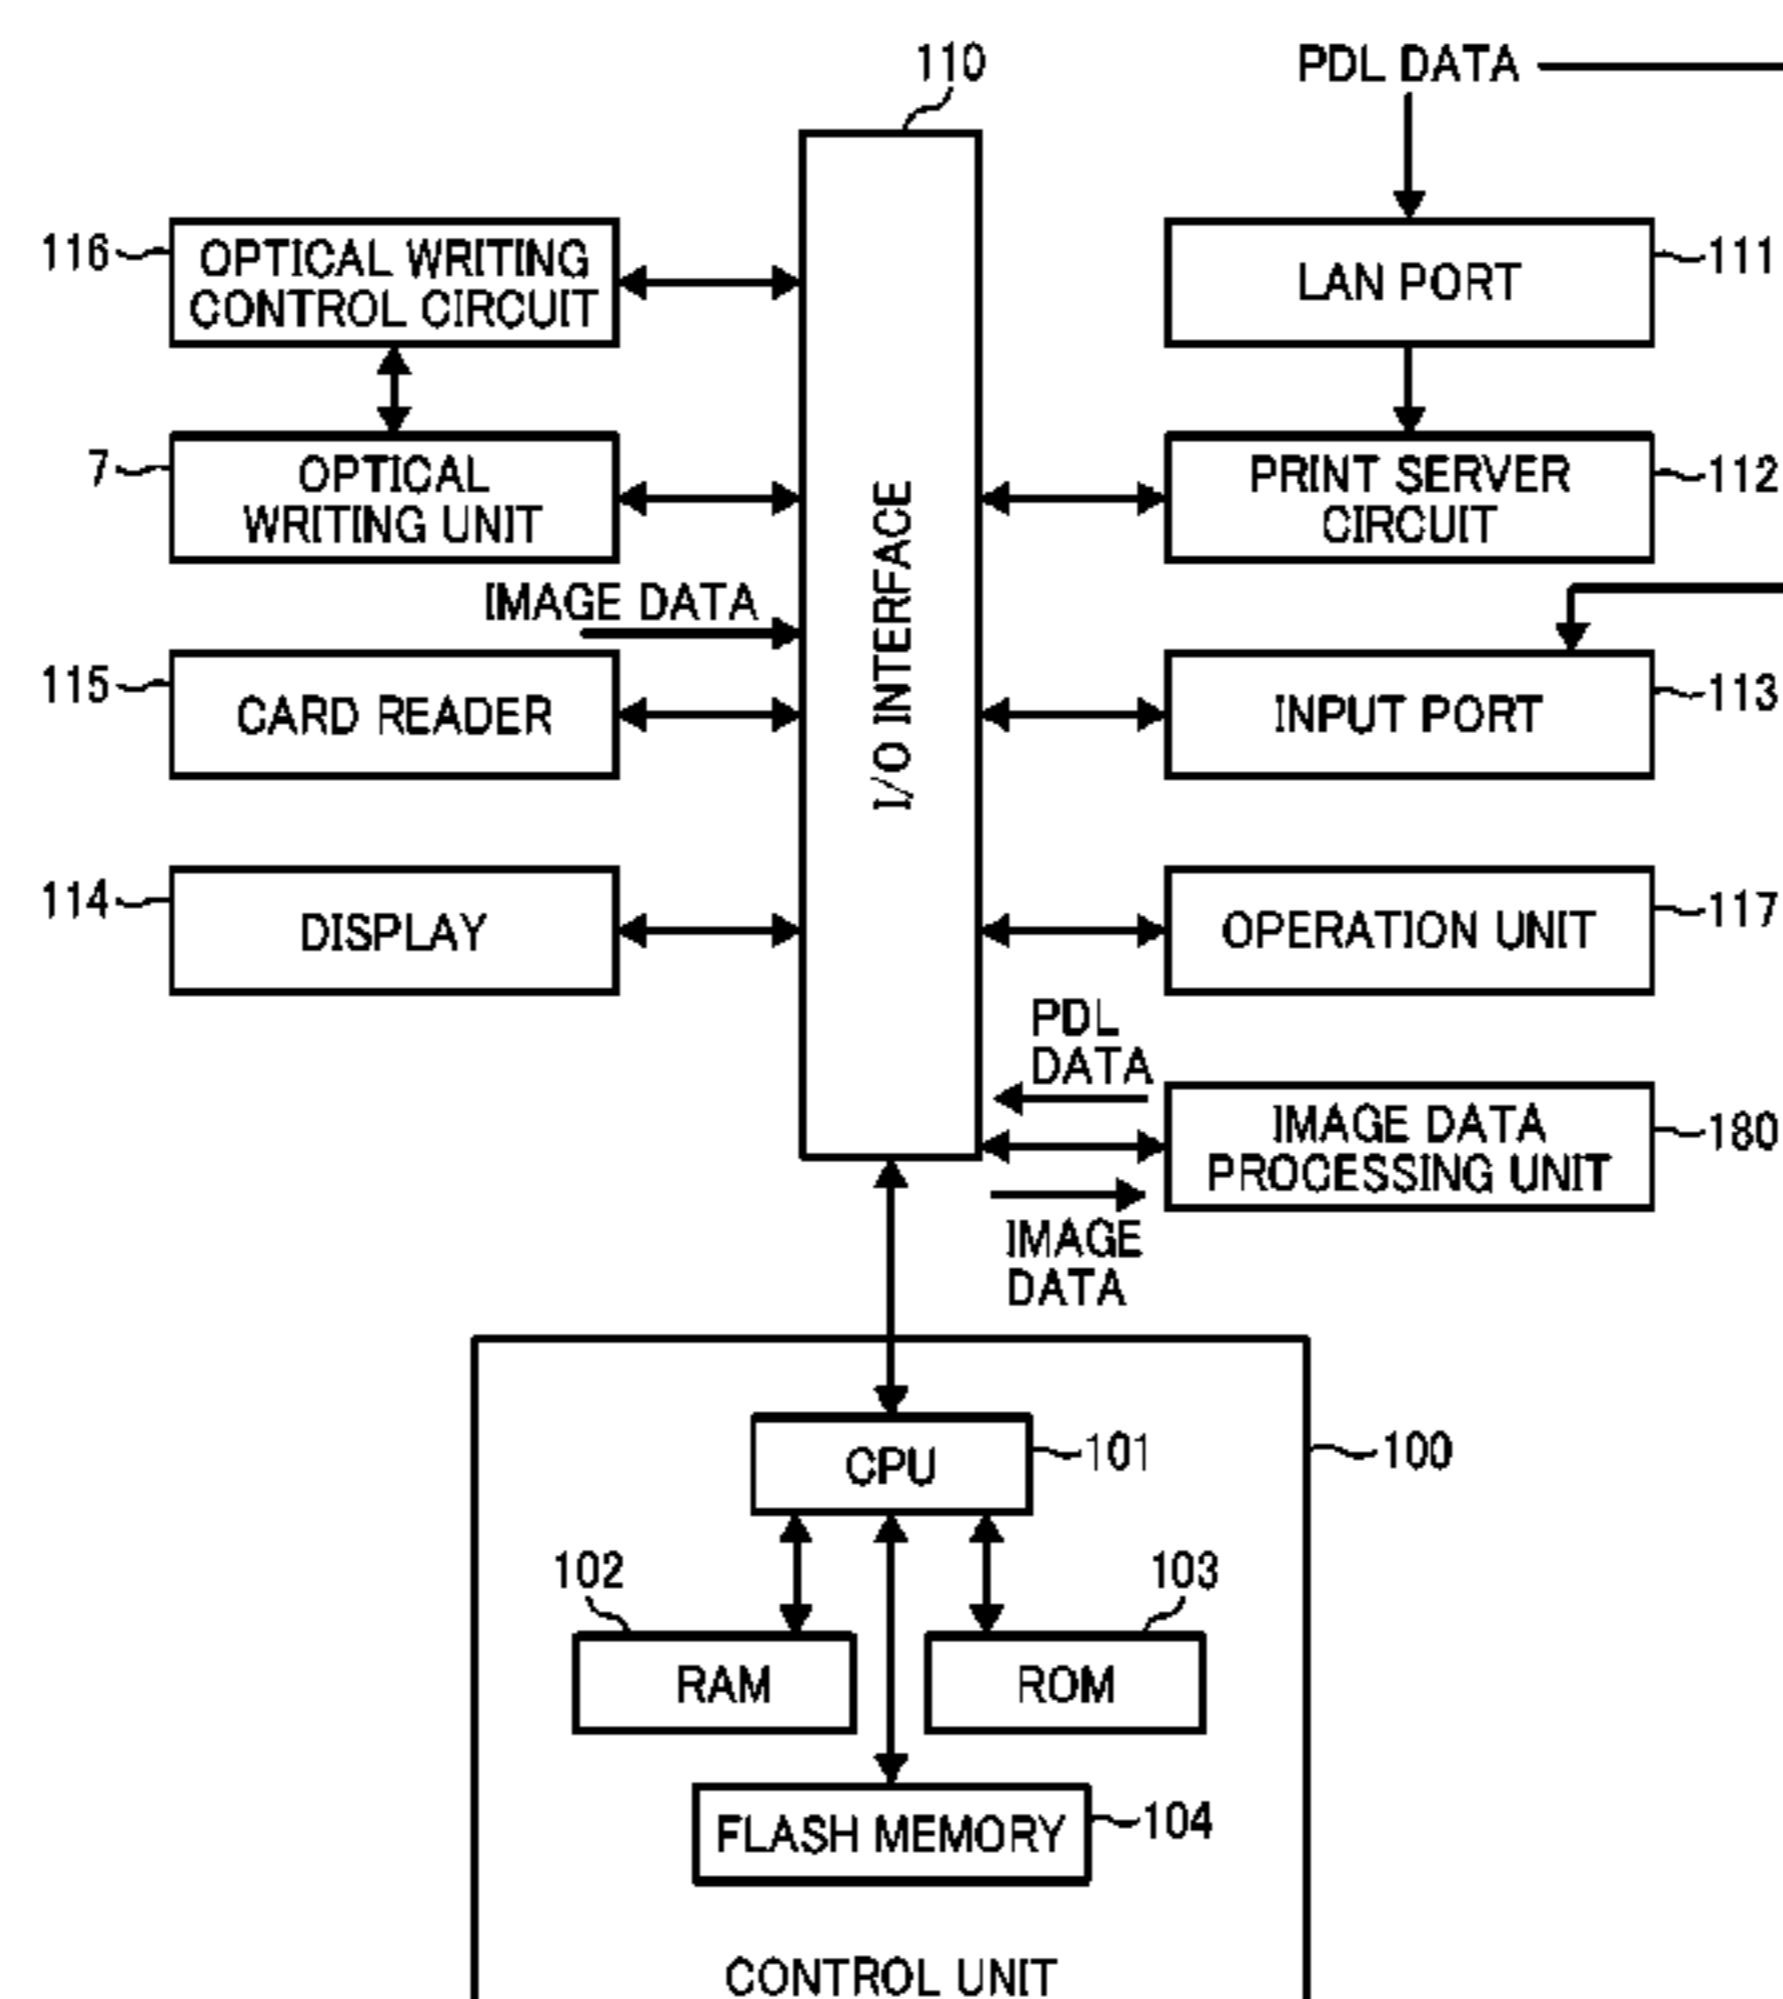 110
PDL DATA
116
OPTICAL WRITING
CONTROL CIRCUIT
LAN PORT
111
7
OPTICAL
WRITING UNIT
PRINT SERVER
CIRCUIT
112
I/O INTERFACE
IMAGE DATA
115
CARD READER
INPUT PORT
113
114
DISPLAY
OPERATION UNIT
117
PDL
DATA
IMAGE DATA
PROCESSING UNIT
180
IMAGE
DATA
CPU
101
100
102
103
RAM
ROM
FLASH MEMORY
104
CONTROL UNIT